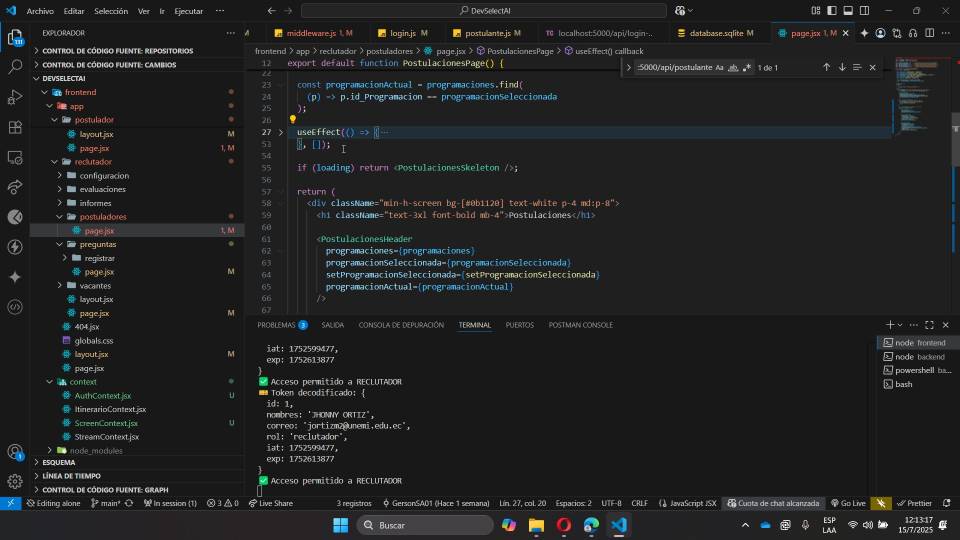 Archivo Editar Selección Ver Ir Ejecutar ···
DevSelectAI
EXPLORADOR ···
CONTROL DE CÓDIGO FUENTE: REPOSITORIOS
CONTROL DE CÓDIGO FUENTE: CAMBIOS
DEVSELECTAI
frontend
app
postulador
layout.jsx M
page.jsx 1, M
reclutador
configuracion
evaluaciones
informes
postuladores
page.jsx 1, M
preguntas
registrar
page.jsx M
vacantes
layout.jsx
page.jsx M
404.jsx
globals.css
layout.jsx M
page.jsx
context
AuthContext.jsx U
ItinerarioContext.jsx
ScreenContext.jsx U
StreamContext.jsx
node_modules
ESQUEMA
LÍNEA DE TIEMPO
CONTROL DE CÓDIGO FUENTE: GRAPH
M middleware.js 1, M login.js M postulante.js M http://localhost:5000/api/login-.. database.sqlite M page.jsx 1, M
frontend > app > reclutador > postuladores > page.jsx > PostulacionesPage > useEffect() callback
:5000/api/postulante Aa ab 1 de 1
12 export default function PostulacionesPage() {
22
23 const programacionActual = programaciones.find(
24 (p) => p.id_Programacion == programacionSeleccionada
25 );
26
27 useEffect(() => {···
53 }, []);
54
55 if (loading) return <PostulacionesSkeleton />;
56
57 return (
58 <div className="min-h-screen bg-[#0b1120] text-white p-4 md:p-8">
59 <h1 className="text-3xl font-bold mb-4">Postulaciones</h1>
60
61 <PostulacionesHeader
62 programaciones={programaciones}
63 programacionSeleccionada={programacionSeleccionada}
64 setProgramacionSeleccionada={setProgramacionSeleccionada}
65 programacionActual={programacionActual}
66 />
67
PROBLEMAS 3 SALIDA CONSOLA DE DEPURACIÓN TERMINAL PUERTOS POSTMAN CONSOLE
iat: 1752599477,
exp: 1752613877
}
✅ Acceso permitido a RECLUTADOR
🎫 Token decodificado: {
id: 1,
nombres: 'JHONNY ORTIZ',
correo: 'jortizm2@unemi.edu.ec',
rol: 'reclutador',
iat: 1752599477,
exp: 1752613877
}
✅ Acceso permitido a RECLUTADOR
node frontend
node backend
powershell ba...
bash
Editing alone main* 3 0 In session (1) Live Share 3 registros GersonSA01 (Hace 1 semana) Lín. 27, col. 20 Espacios: 2 UTF-8 CRLF {} JavaScript JSX Cuota de chat alcanzada Go Live Prettier
Buscar
ESP
LAA
12:13:17
15/7/2025